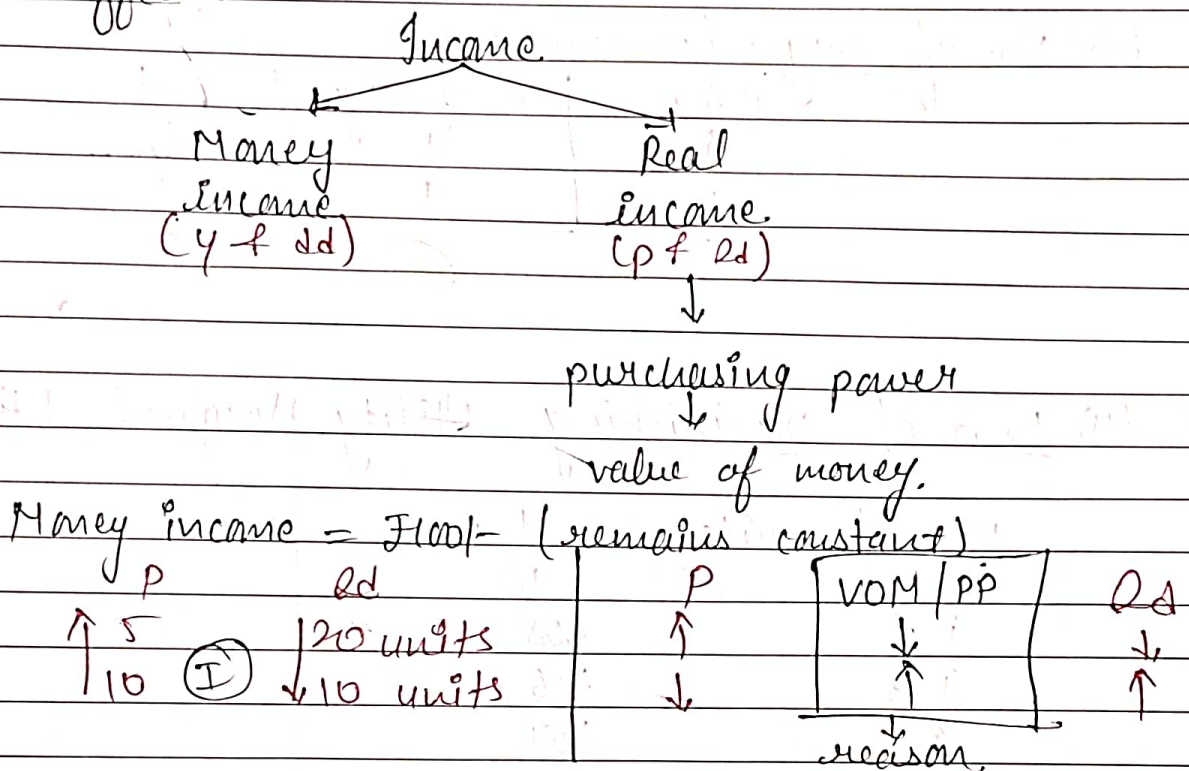 Income
Money Real
income income.
(y f dd) (p f Qd)
↓
purchasing power
↓
value of money.
Money income = ₹100/- (remains constant)
P Qd P VOM/PP Qd
↑ 5 20 units ↑ ↓ ↓
10 (I) ↓ 10 units ↓ ↑ ↑
reason.